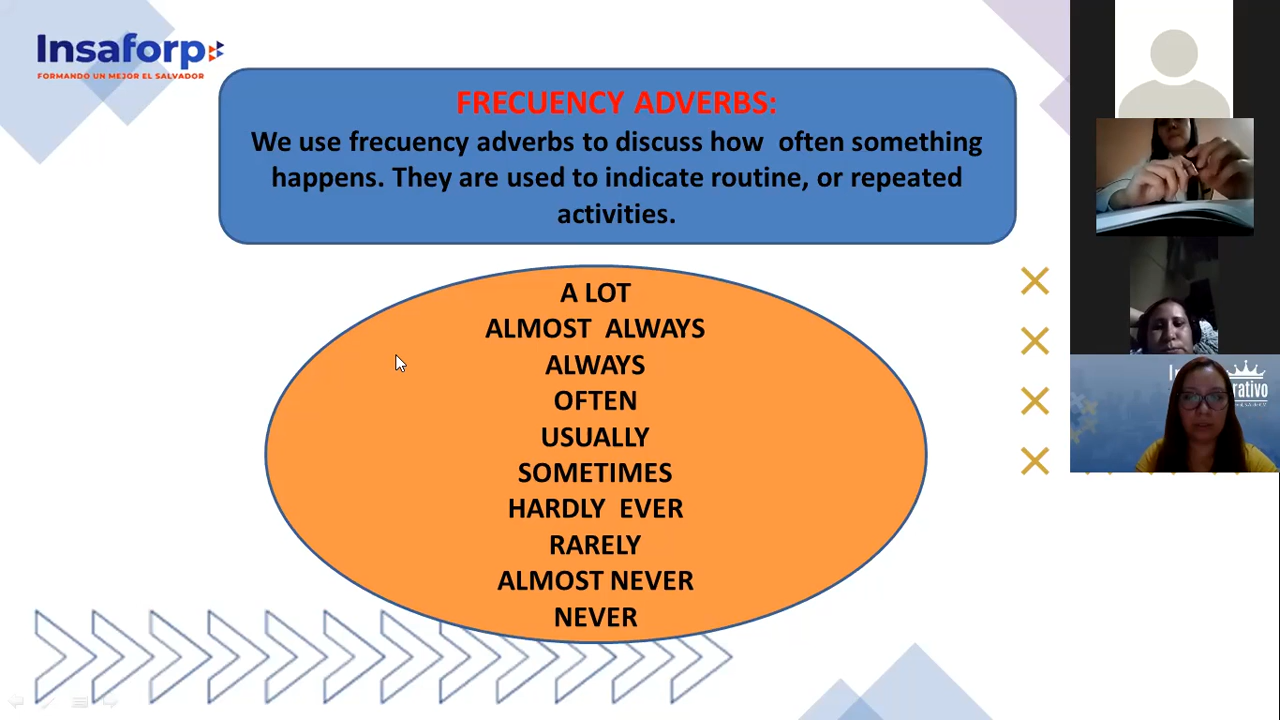 Insaforp
FORMANDO UN MEJOR EL SALVADOR
FRECUENCY ADVERBS:
We use frecuency adverbs to discuss how often something
happens. They are used to indicate routine, or repeated
activities.
A LOT
ALMOST ALWAYS
ALWAYS
OFTEN
USUALLY
SOMETIMES
HARDLY EVER
RARELY
ALMOST NEVER
NEVER